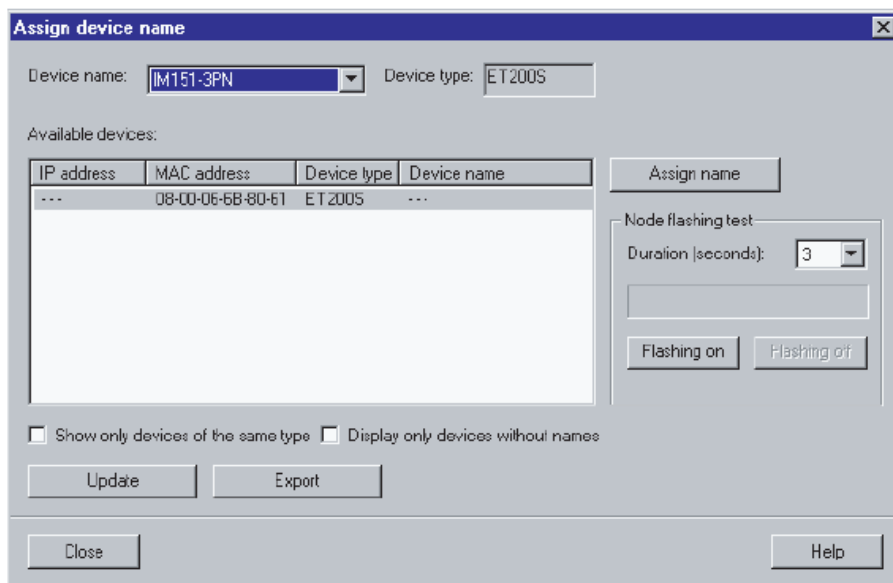 Assign device name
Device name: IM151-3PN Device type: ET200S
Available devices:
IP address MAC address Device type Device name
--- 08-00-06-6B-80-61 ET200S ---
Assign name
Node flashing test
Duration (seconds): 3
Flashing on Flashing off
Show only devices of the same type Display only devices without names
Update Export
Close Help